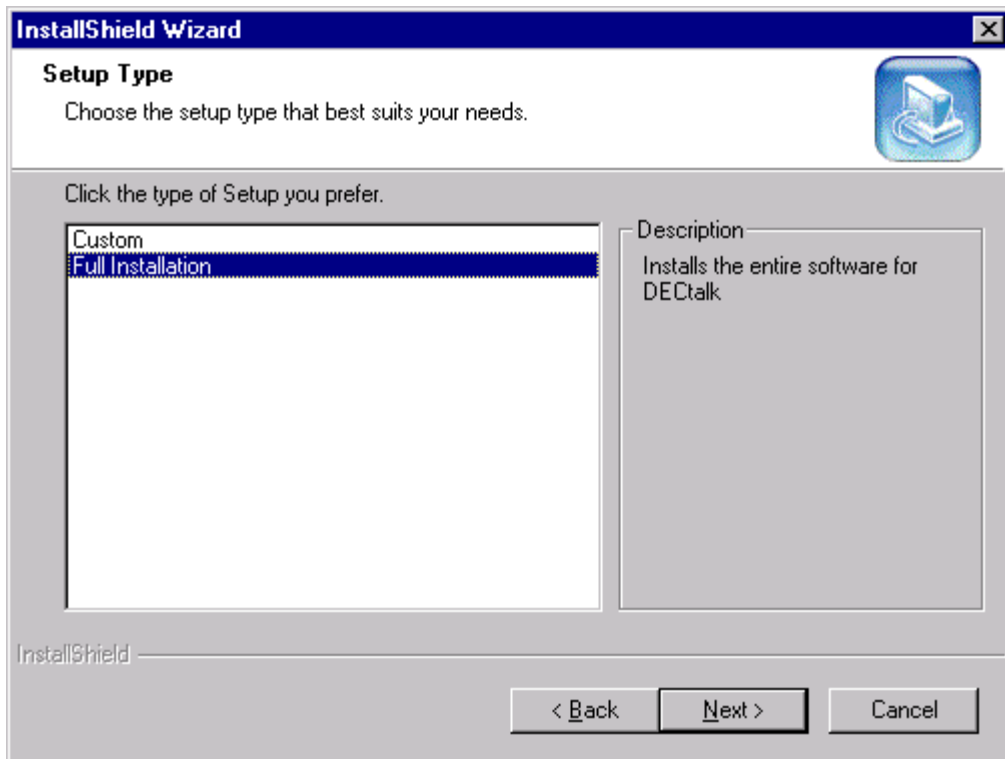 InstallShield Wizard
Setup Type
Choose the setup type that best suits your needs.
Click the type of Setup you prefer.
Custom
Full Installation
Description
Installs the entire software for
DECtalk
InstallShield
< Back
Next >
Cancel